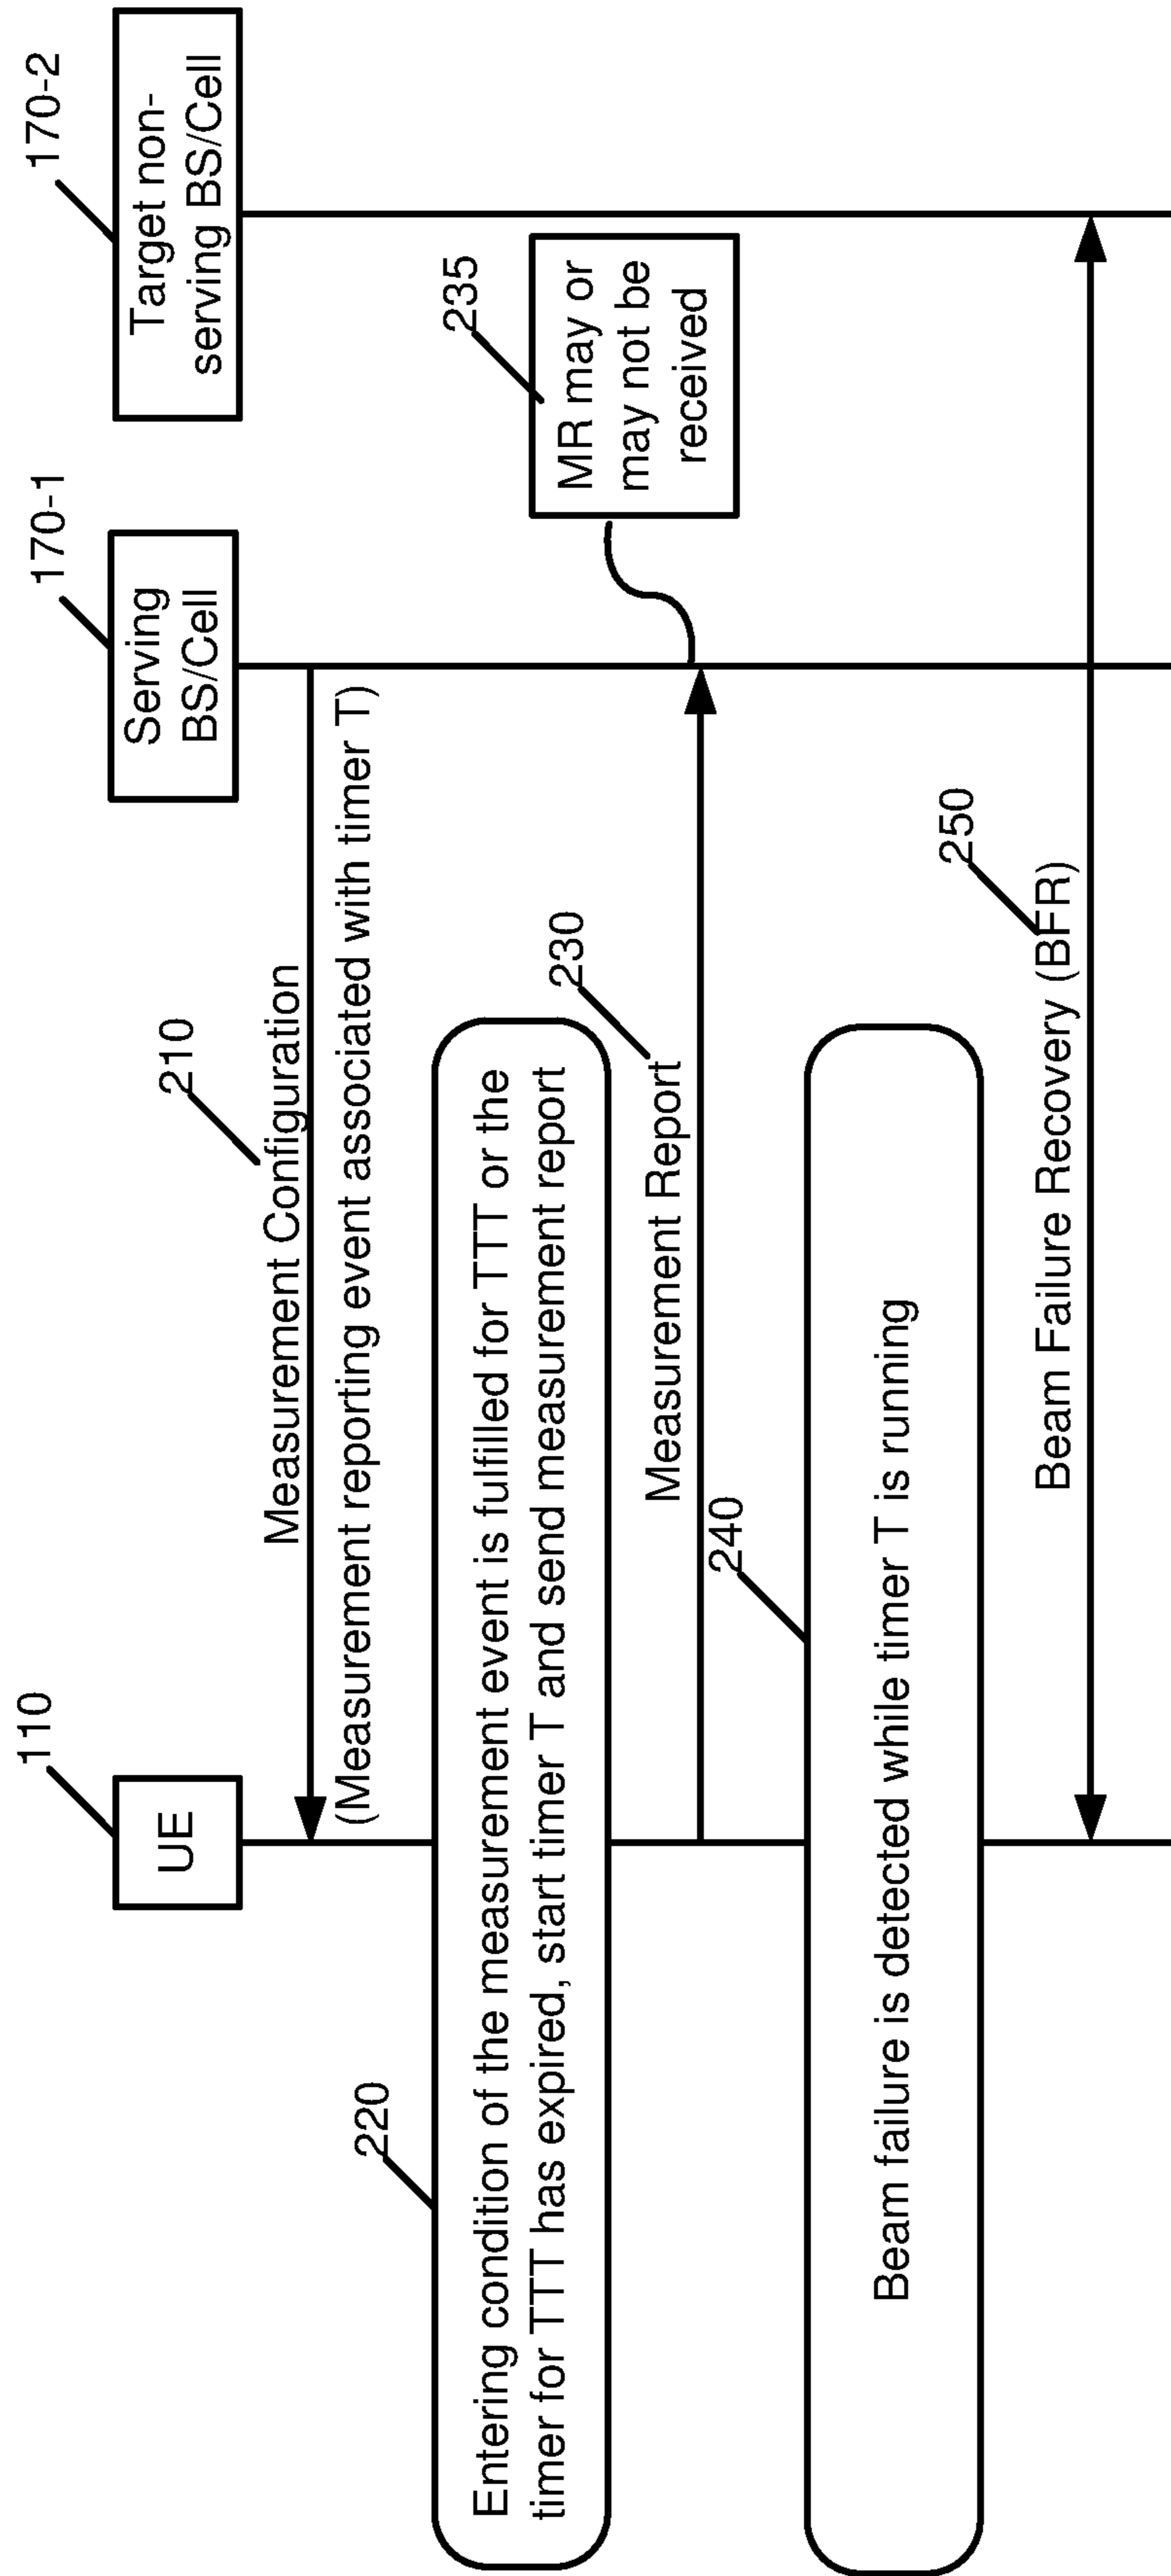 110
170-1
170-2
UE
Serving
BS/Cell
Target non-
serving BS/Cell
210
Measurement Configuration
(Measurement reporting event associated with timer T)
220
Entering condition of the measurement event is fulfilled for TTT or the
timer for TTT has expired, start timer T and send measurement report
230
Measurement Report
235
MR may or
may not be
received
240
Beam failure is detected while timer T is running
250
Beam Failure Recovery (BFR)